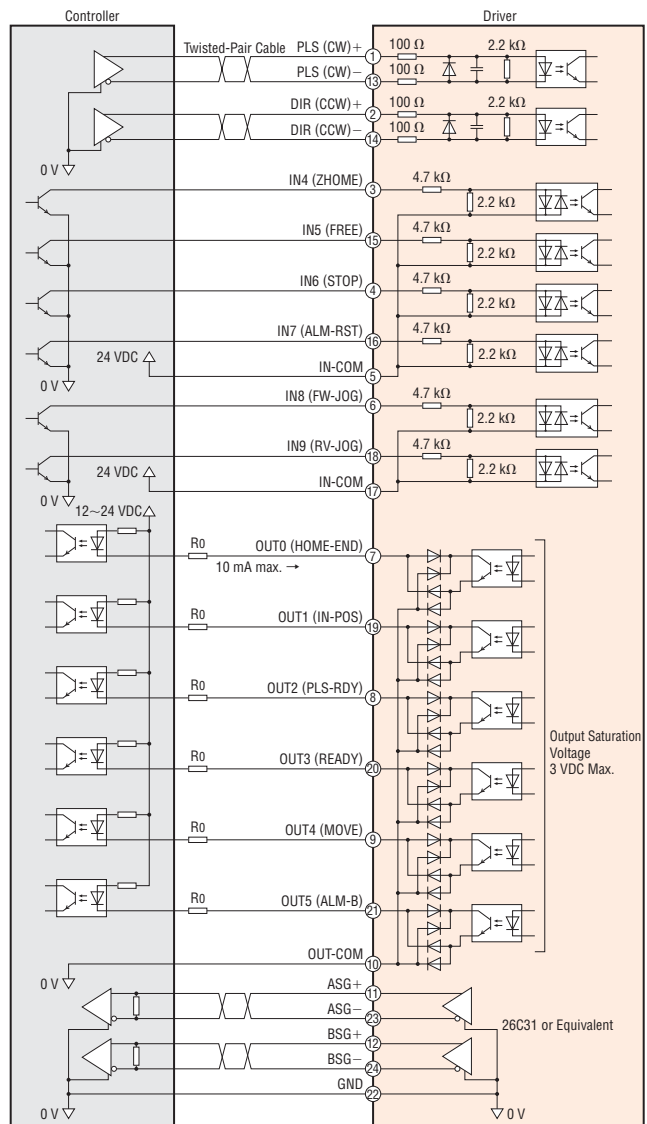 Controller
Driver
Twisted-Pair Cable
PLS (CW)+
1
100 Ω
2.2 kΩ
PLS (CW)−
13
100 Ω
DIR (CCW)+
2
100 Ω
2.2 kΩ
DIR (CCW)−
14
100 Ω
0 V
IN4 (ZHOME)
3
4.7 kΩ
2.2 kΩ
IN5 (FREE)
15
4.7 kΩ
2.2 kΩ
IN6 (STOP)
4
4.7 kΩ
2.2 kΩ
IN7 (ALM-RST)
16
4.7 kΩ
2.2 kΩ
24 VDC
IN-COM
5
0 V
IN8 (FW-JOG)
6
4.7 kΩ
2.2 kΩ
IN9 (RV-JOG)
18
4.7 kΩ
2.2 kΩ
24 VDC
IN-COM
17
0 V
12~24 VDC
R0
OUT0 (HOME-END)
7
10 mA max. →
R0
OUT1 (IN-POS)
19
R0
OUT2 (PLS-RDY)
8
Output Saturation
Voltage
3 VDC Max.
R0
OUT3 (READY)
20
R0
OUT4 (MOVE)
9
R0
OUT5 (ALM-B)
21
OUT-COM
10
0 V
ASG+
11
ASG−
23
26C31 or Equivalent
BSG+
12
BSG−
24
GND
22
0 V
0 V